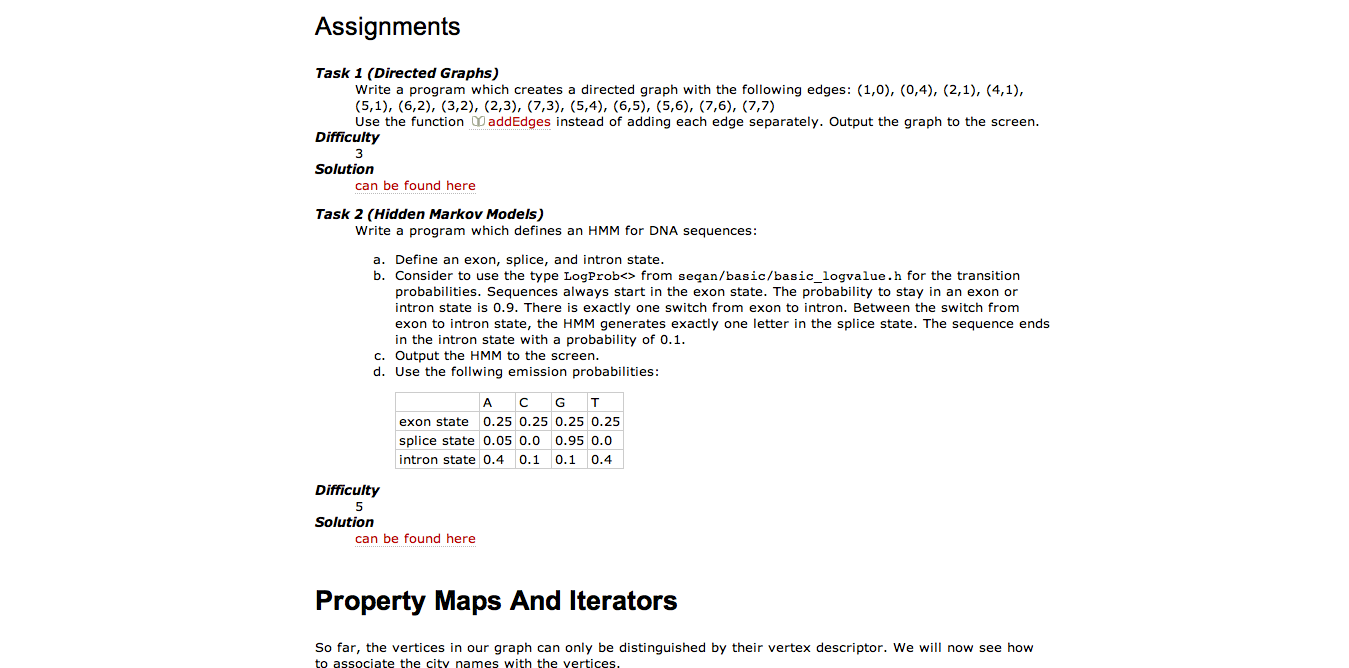 Assignments
Task 1 (Directed Graphs)
Write a program which creates a directed graph with the following edges: (1,0), (0,4), (2,1), (4,1),
(5,1), (6,2), (3,2), (2,3), (7,3), (5,4), (6,5), (5,6), (7,6), (7,7)
Use the function addEdges instead of adding each edge separately. Output the graph to the screen.
Difficulty
3
Solution
can be found here
Task 2 (Hidden Markov Models)
Write a program which defines an HMM for DNA sequences:
a. Define an exon, splice, and intron state.
b. Consider to use the type LogProb<> from seqan/basic/basic_logvalue.h for the transition
probabilities. Sequences always start in the exon state. The probability to stay in an exon or
intron state is 0.9. There is exactly one switch from exon to intron. Between the switch from
exon to intron state, the HMM generates exactly one letter in the splice state. The sequence ends
in the intron state with a probability of 0.1.
c. Output the HMM to the screen.
d. Use the follwing emission probabilities:
A C G T
exon state 0.25 0.25 0.25 0.25
splice state 0.05 0.0 0.95 0.0
intron state 0.4 0.1 0.1 0.4
Difficulty
5
Solution
can be found here
Property Maps And Iterators
So far, the vertices in our graph can only be distinguished by their vertex descriptor. We will now see how
to associate the city names with the vertices.